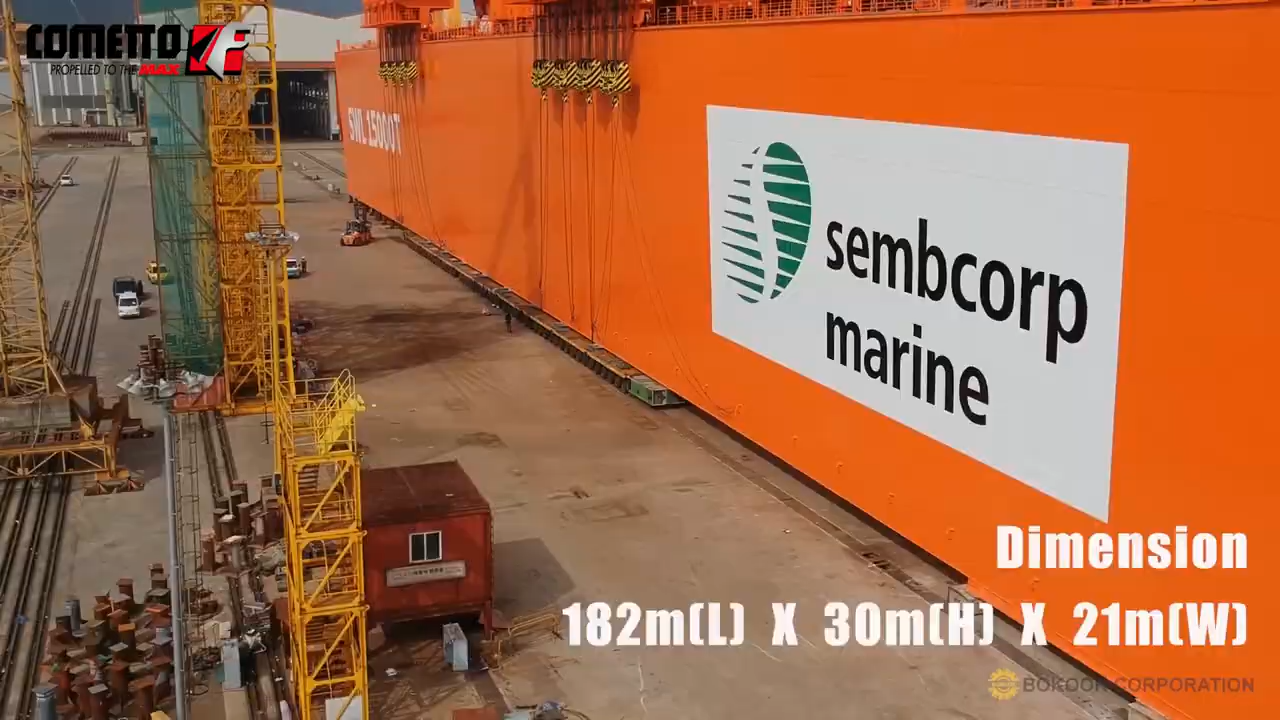 COMETTO
PROPELLED TO THE MAX
SWL 15000T
sembcorp
marine
Dimension
182m(L) X 30m(H) X 21m(W)
BOKOOK CORPORATION